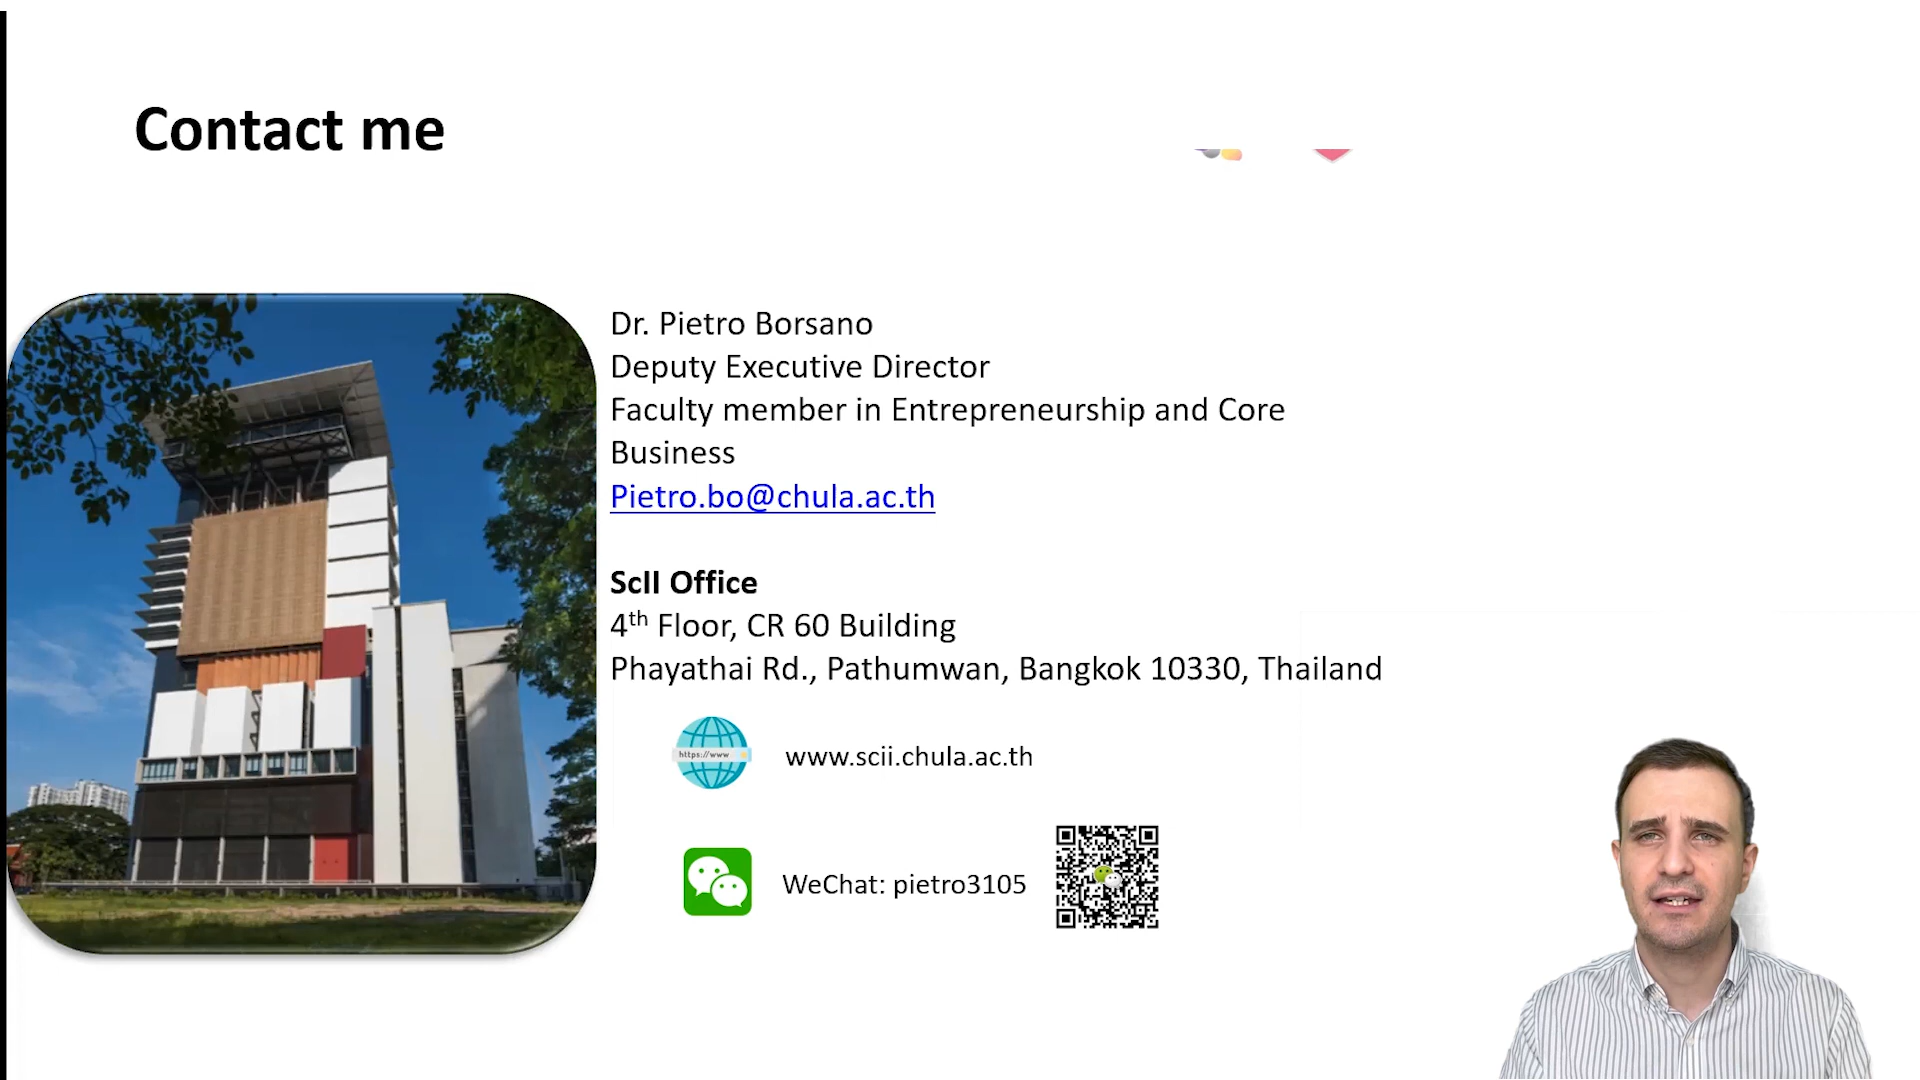 Contact me
Dr. Pietro Borsano
Deputy Executive Director
Faculty member in Entrepreneurship and Core
Business
Pietro.bo@chula.ac.th
ScII Office
4th Floor, CR 60 Building
Phayathai Rd., Pathumwan, Bangkok 10330, Thailand
https://www
www.scii.chula.ac.th
WeChat: pietro3105